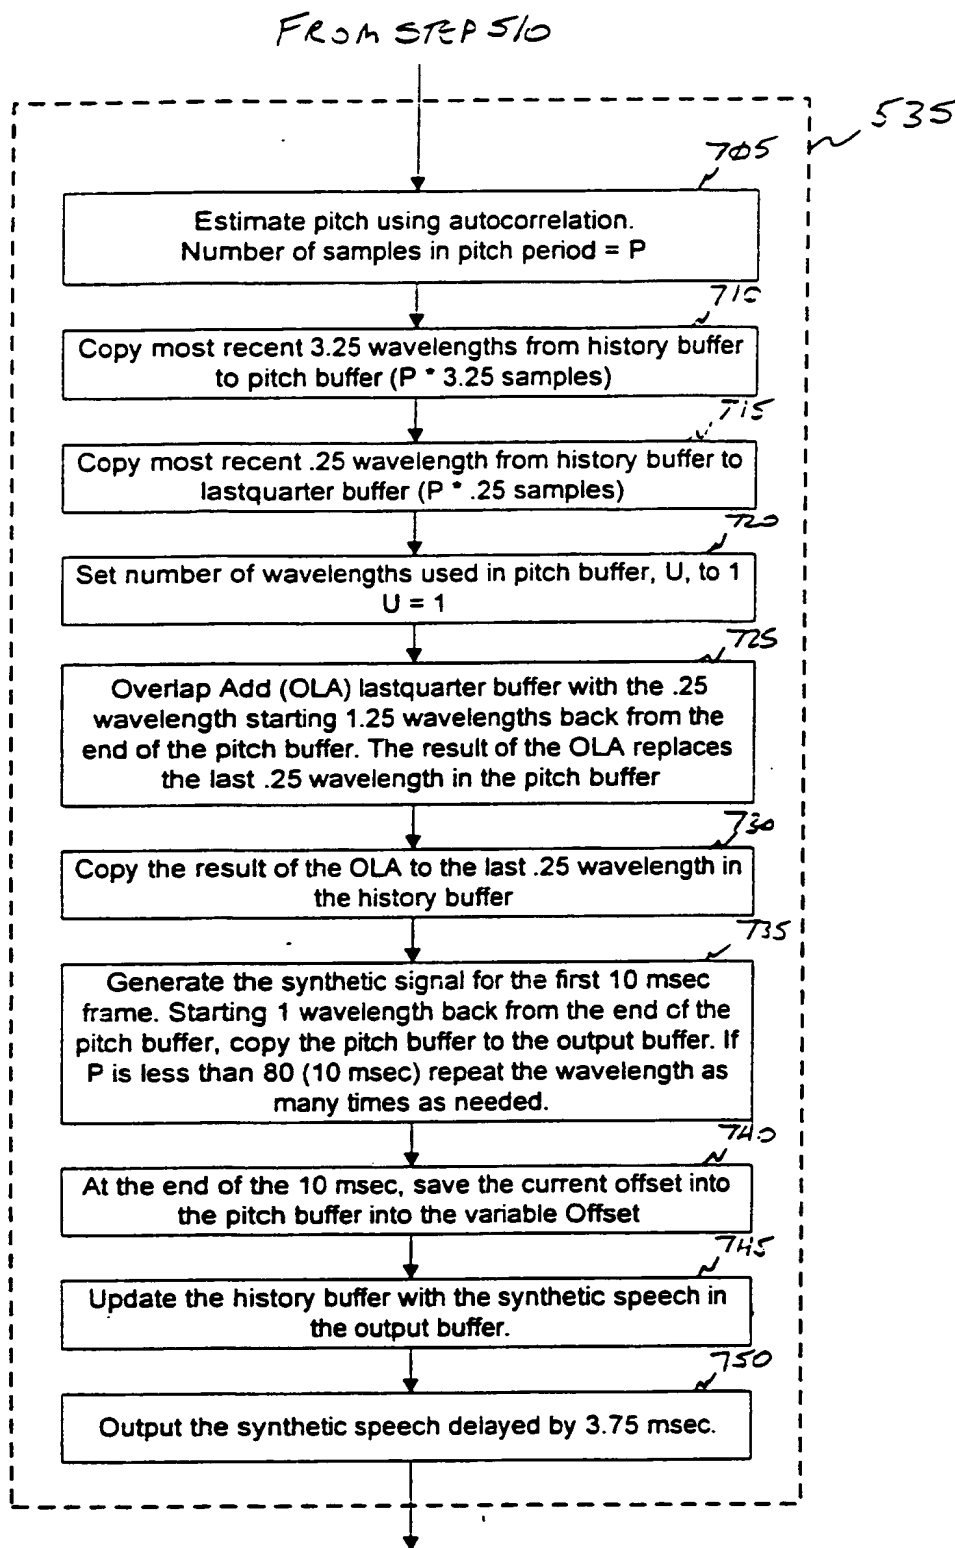 FROM STEP 510
535
705
Estimate pitch using autocorrelation.
Number of samples in pitch period = P
710
Copy most recent 3.25 wavelengths from history buffer
to pitch buffer (P * 3.25 samples)
715
Copy most recent .25 wavelength from history buffer to
lastquarter buffer (P * .25 samples)
720
Set number of wavelengths used in pitch buffer, U, to 1
U = 1
725
Overlap Add (OLA) lastquarter buffer with the .25
wavelength starting 1.25 wavelengths back from the
end of the pitch buffer. The result of the OLA replaces
the last .25 wavelength in the pitch buffer
730
Copy the result of the OLA to the last .25 wavelength in
the history buffer
735
Generate the synthetic signal for the first 10 msec
frame. Starting 1 wavelength back from the end of the
pitch buffer, copy the pitch buffer to the output buffer. If
P is less than 80 (10 msec) repeat the wavelength as
many times as needed.
740
At the end of the 10 msec, save the current offset into
the pitch buffer into the variable Offset
745
Update the history buffer with the synthetic speech in
the output buffer.
750
Output the synthetic speech delayed by 3.75 msec.